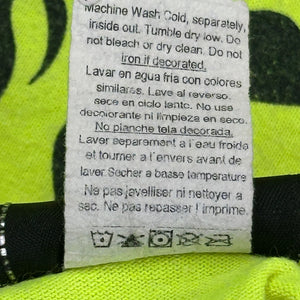 Machine Wash Cold, separately,
inside out. Tumble dry low. Do
not bleach or dry clean. Do not
iron if decorated.
Lavar en agua fria con colores
similares. Lave al reverso.
sece en ciclo lento. No use
decolorante ni limpieza en seco.
No planche tela decorada.
Laver separement a l'eau froide
et tourner a l'envers avant de
laver Sécher a basse temperature
Ne pas javelliser ni nettoyer a
sec. Ne pas repasser l imprime.